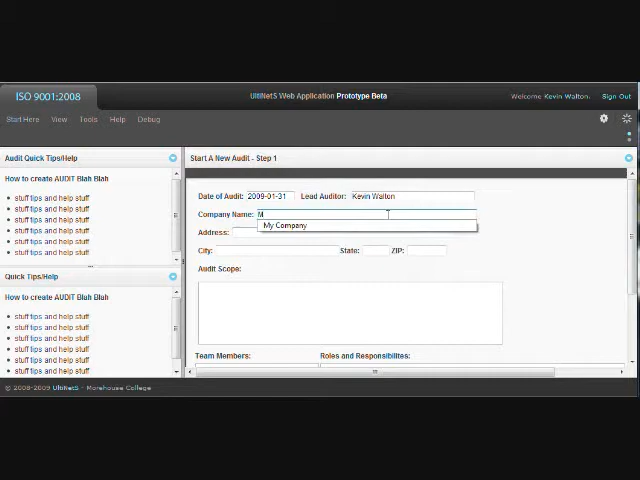 ISO 9001:2008
UltiNetS Web Application Prototype Beta
Welcome Kevin Walton. Sign Out
Start Here View Tools Help Debug
Audit Quick Tips/Help
How to create AUDIT Blah Blah
stuff tips and help stuff
stuff tips and help stuff
stuff tips and help stuff
stuff tips and help stuff
stuff tips and help stuff
stuff tips and help stuff
Quick Tips/Help
How to create AUDIT Blah Blah
stuff tips and help stuff
stuff tips and help stuff
stuff tips and help stuff
stuff tips and help stuff
stuff tips and help stuff
stuff tips and help stuff
Start A New Audit - Step 1
Date of Audit: 2009-01-31 Lead Auditor: Kevin Walton
Company Name: M
My Company
Address:
City: State: ZIP:
Audit Scope:
Team Members: Roles and Responsibilites:
© 2008-2009 UltiNetS - Morehouse College